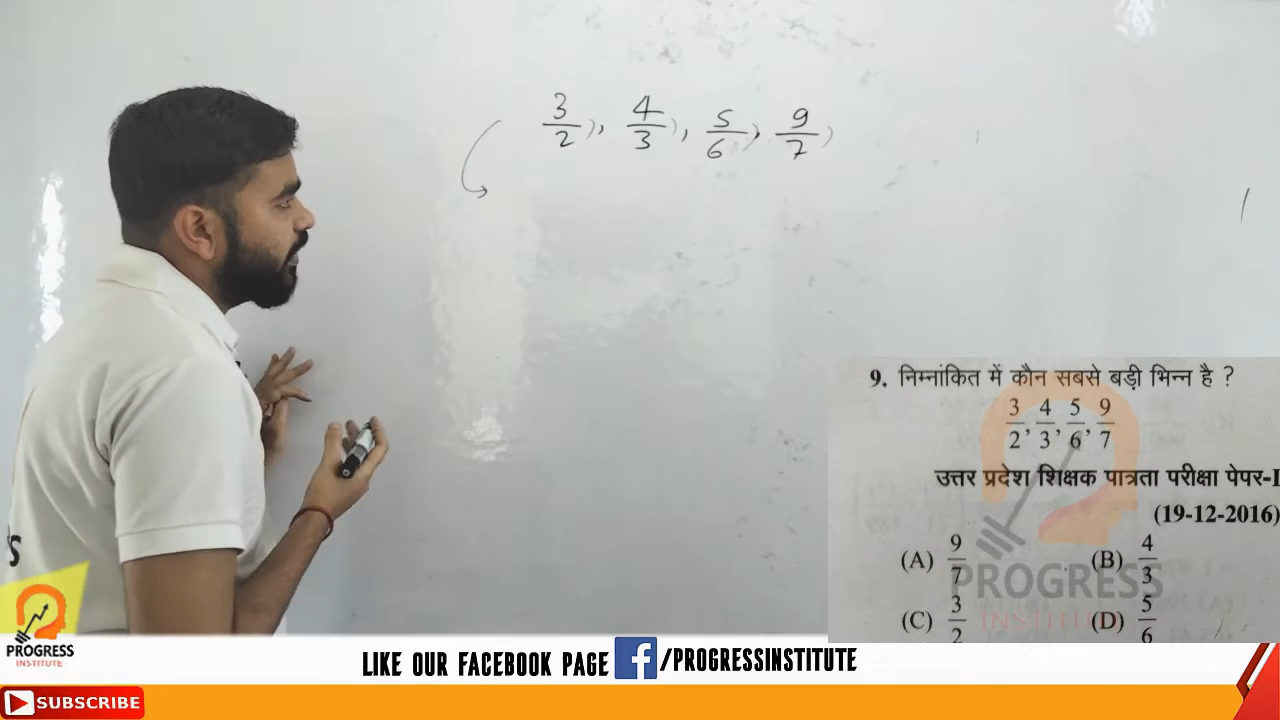 3/2, 4/3, 5/6, 9/7
9. निम्नांकित में कौन सबसे बड़ी भिन्न है ?
3/2, 4/3, 5/6, 9/7
उत्तर प्रदेश शिक्षक पात्रता परीक्षा पेपर-I
(19-12-2016)
(A) 9/7 (B) 4/3
PROGRESS
INSTITUTE
(C) 3/2 (D) 5/6
PROGRESS
INSTITUTE
LIKE OUR FACEBOOK PAGE f/PROGRESSINSTITUTE
SUBSCRIBE